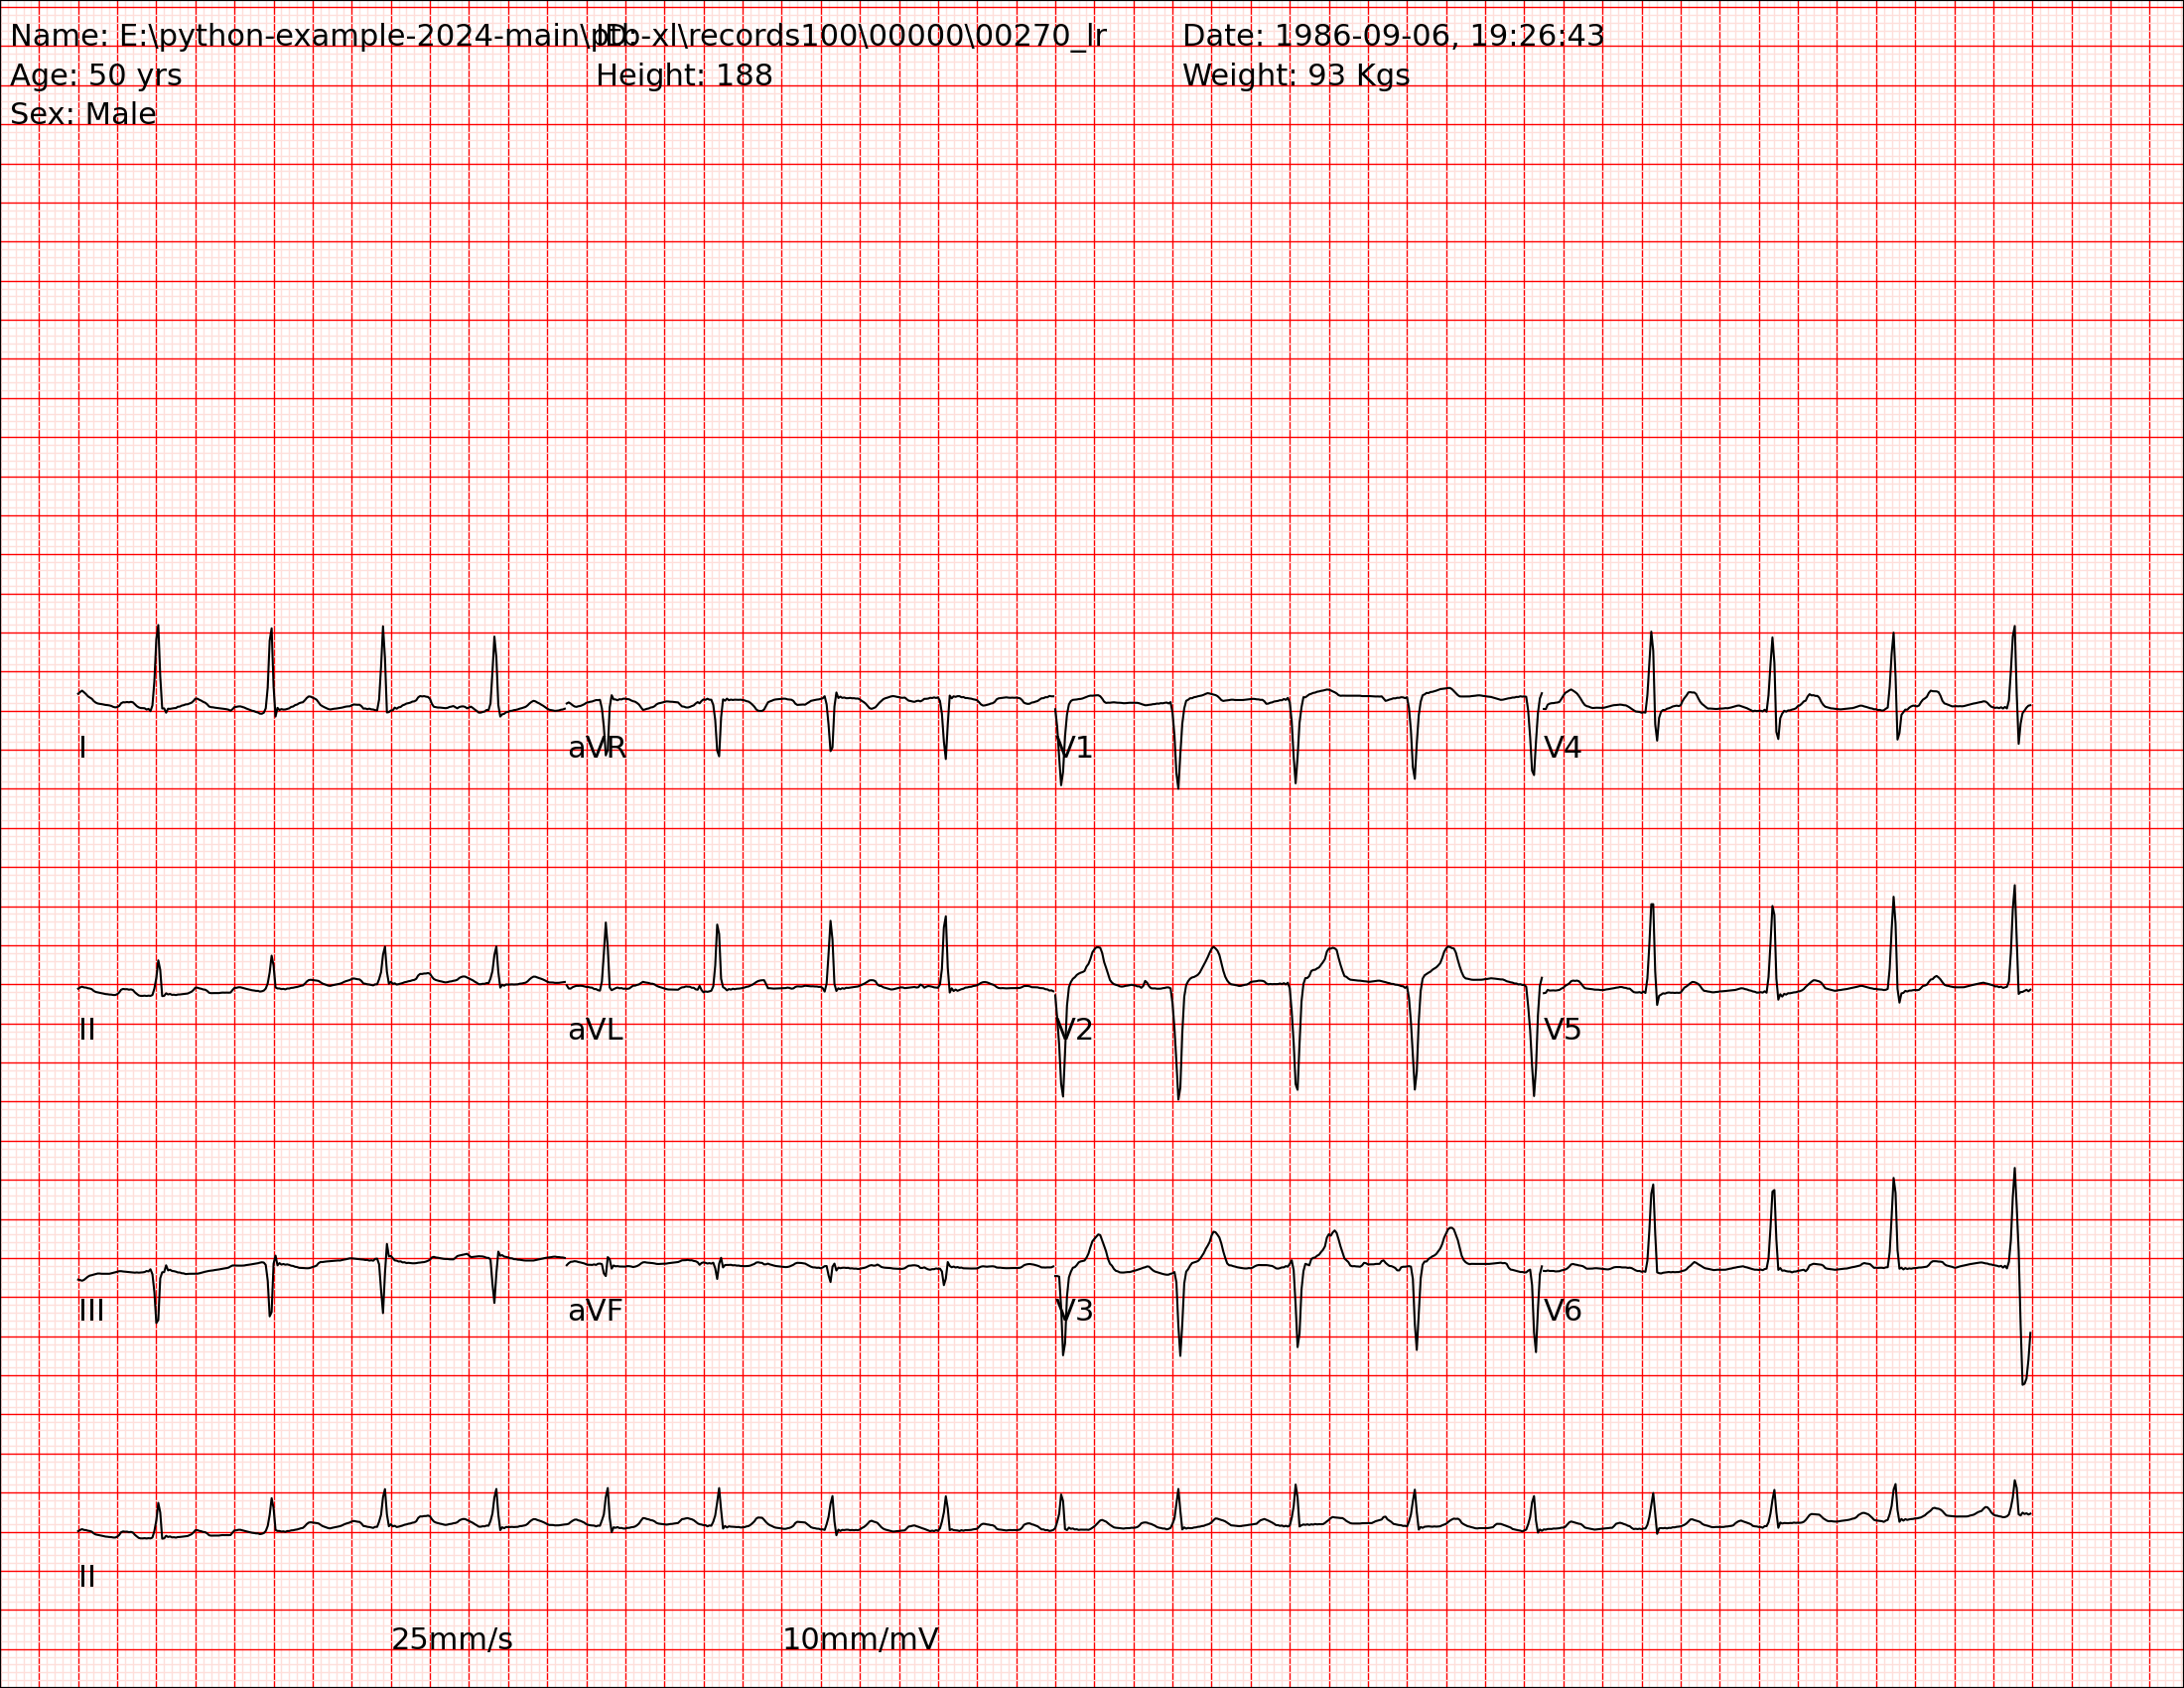 Name: E:\python-example-2024-main\ptb-xl\records100\00000\00270_lr ID: Date: 1986-09-06, 19:26:43
Age: 50 yrs Height: 188 Weight: 93 Kgs
Sex: Male
I aVR V1 V4
II aVL V2 V5
III aVF V3 V6
II
25mm/s 10mm/mV